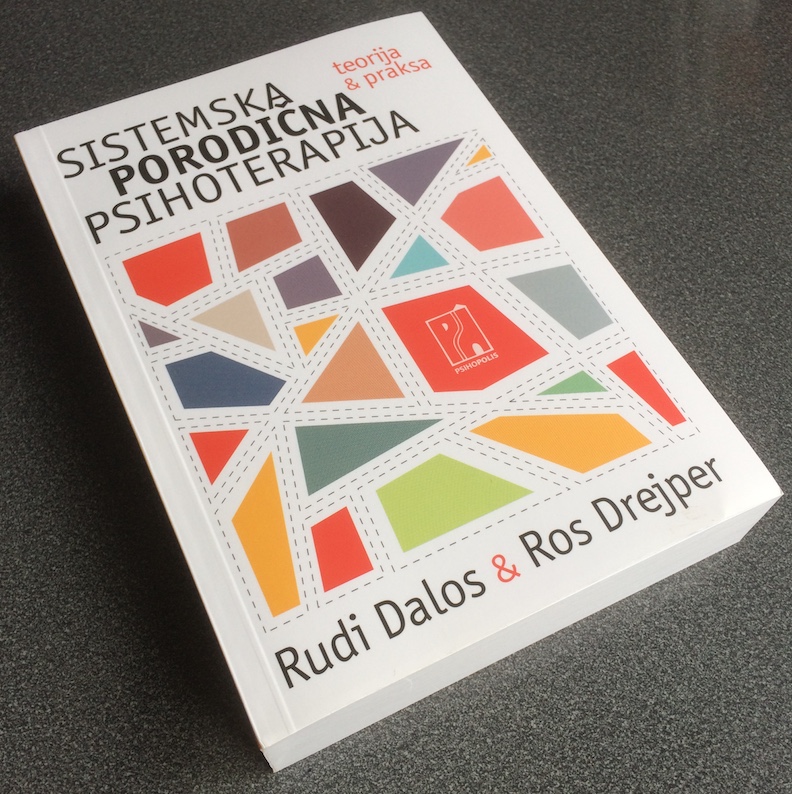 SISTEMSKA
PORODIČNA
PSIHOTERAPIJA
teorija
& praksa
PSIHOPOLIS
Rudi Dalos & Ros Drejper